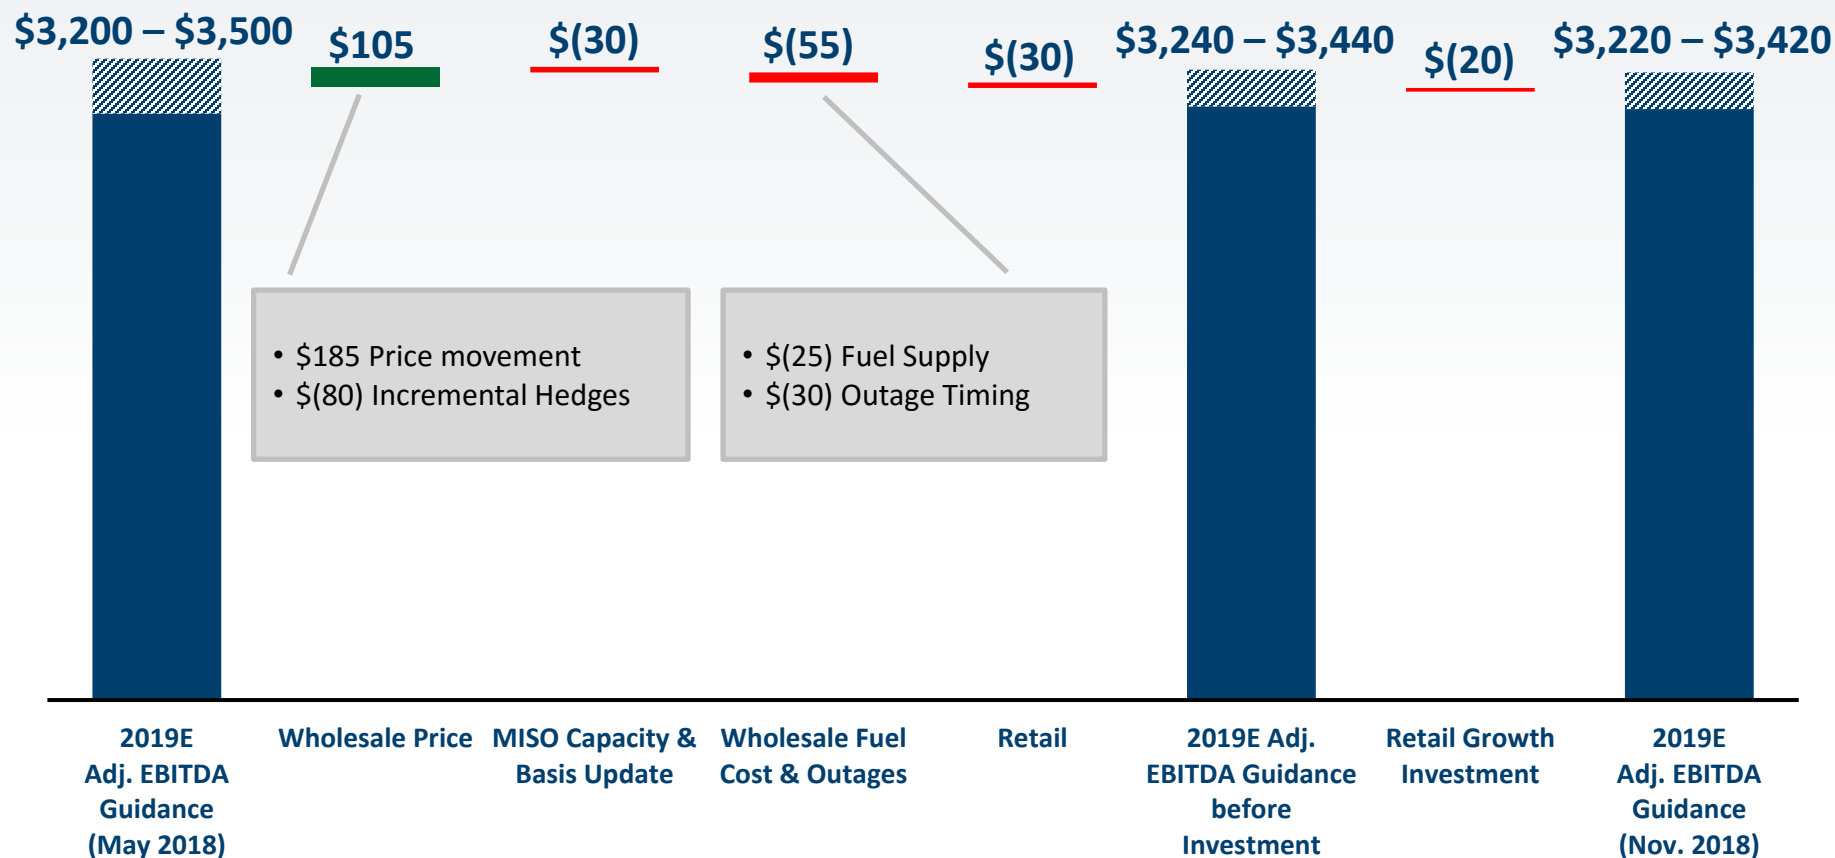 $3,200 – $3,500
$105
$(30)
$(55)
$(30)
$3,240 – $3,440
$(20)
$3,220 – $3,420
• $185 Price movement
• $(80) Incremental Hedges
• $(25) Fuel Supply
• $(30) Outage Timing
2019E
Adj. EBITDA
Guidance
(May 2018)
Wholesale Price
MISO Capacity &
Basis Update
Wholesale Fuel
Cost & Outages
Retail
2019E Adj.
EBITDA Guidance
before
Investment
Retail Growth
Investment
2019E
Adj. EBITDA
Guidance
(Nov. 2018)